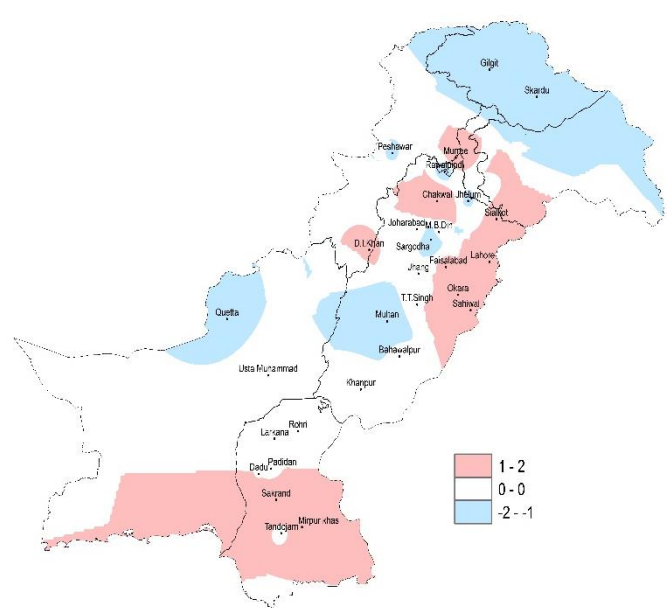 Gilgit
Skardu
Peshawar
Murree
Rawalpindi
Chakwal
Jhelum
Sialkot
Joharabad
M.B.Din
D.I.Khan
Sargodha
Lahore
Faisalabad
Jhang
Okara
T.T.Singh
Sahiwal
Quetta
Multan
Bahawalpur
Usta Muhammad
Khanpur
Rohri
Larkana
Padidan
Dadu
1 - 2
0 - 0
-2 - -1
Sakrand
Tandojam
Mirpur khas